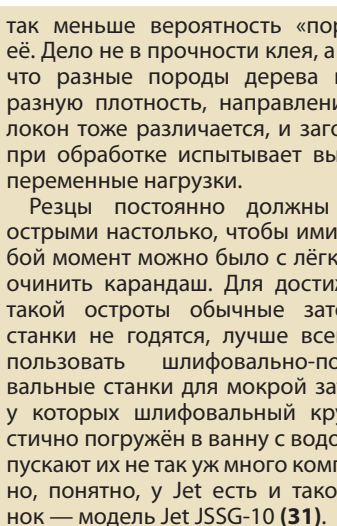 так меньше вероятность «пор
её. Дело не в прочности клея, а
что разные породы дерева
разную плотность, направлени
локон тоже различается, и заго
при обработке испытывает вы
переменные нагрузки.
Резцы постоянно должны
острыми настолько, чтобы ими
бой момент можно было с лёгк
очинить карандаш. Для достиж
такой остроты обычные зато
станки не годятся, лучше все
пользовать шлифовально-по
вальные станки для мокрой за
у которых шлифовальный кру
стично погружён в ванну с водо
пускают их не так уж много комп
но, понятно, у Jet есть и тако
нок — модель Jet JSSG-10 (31).